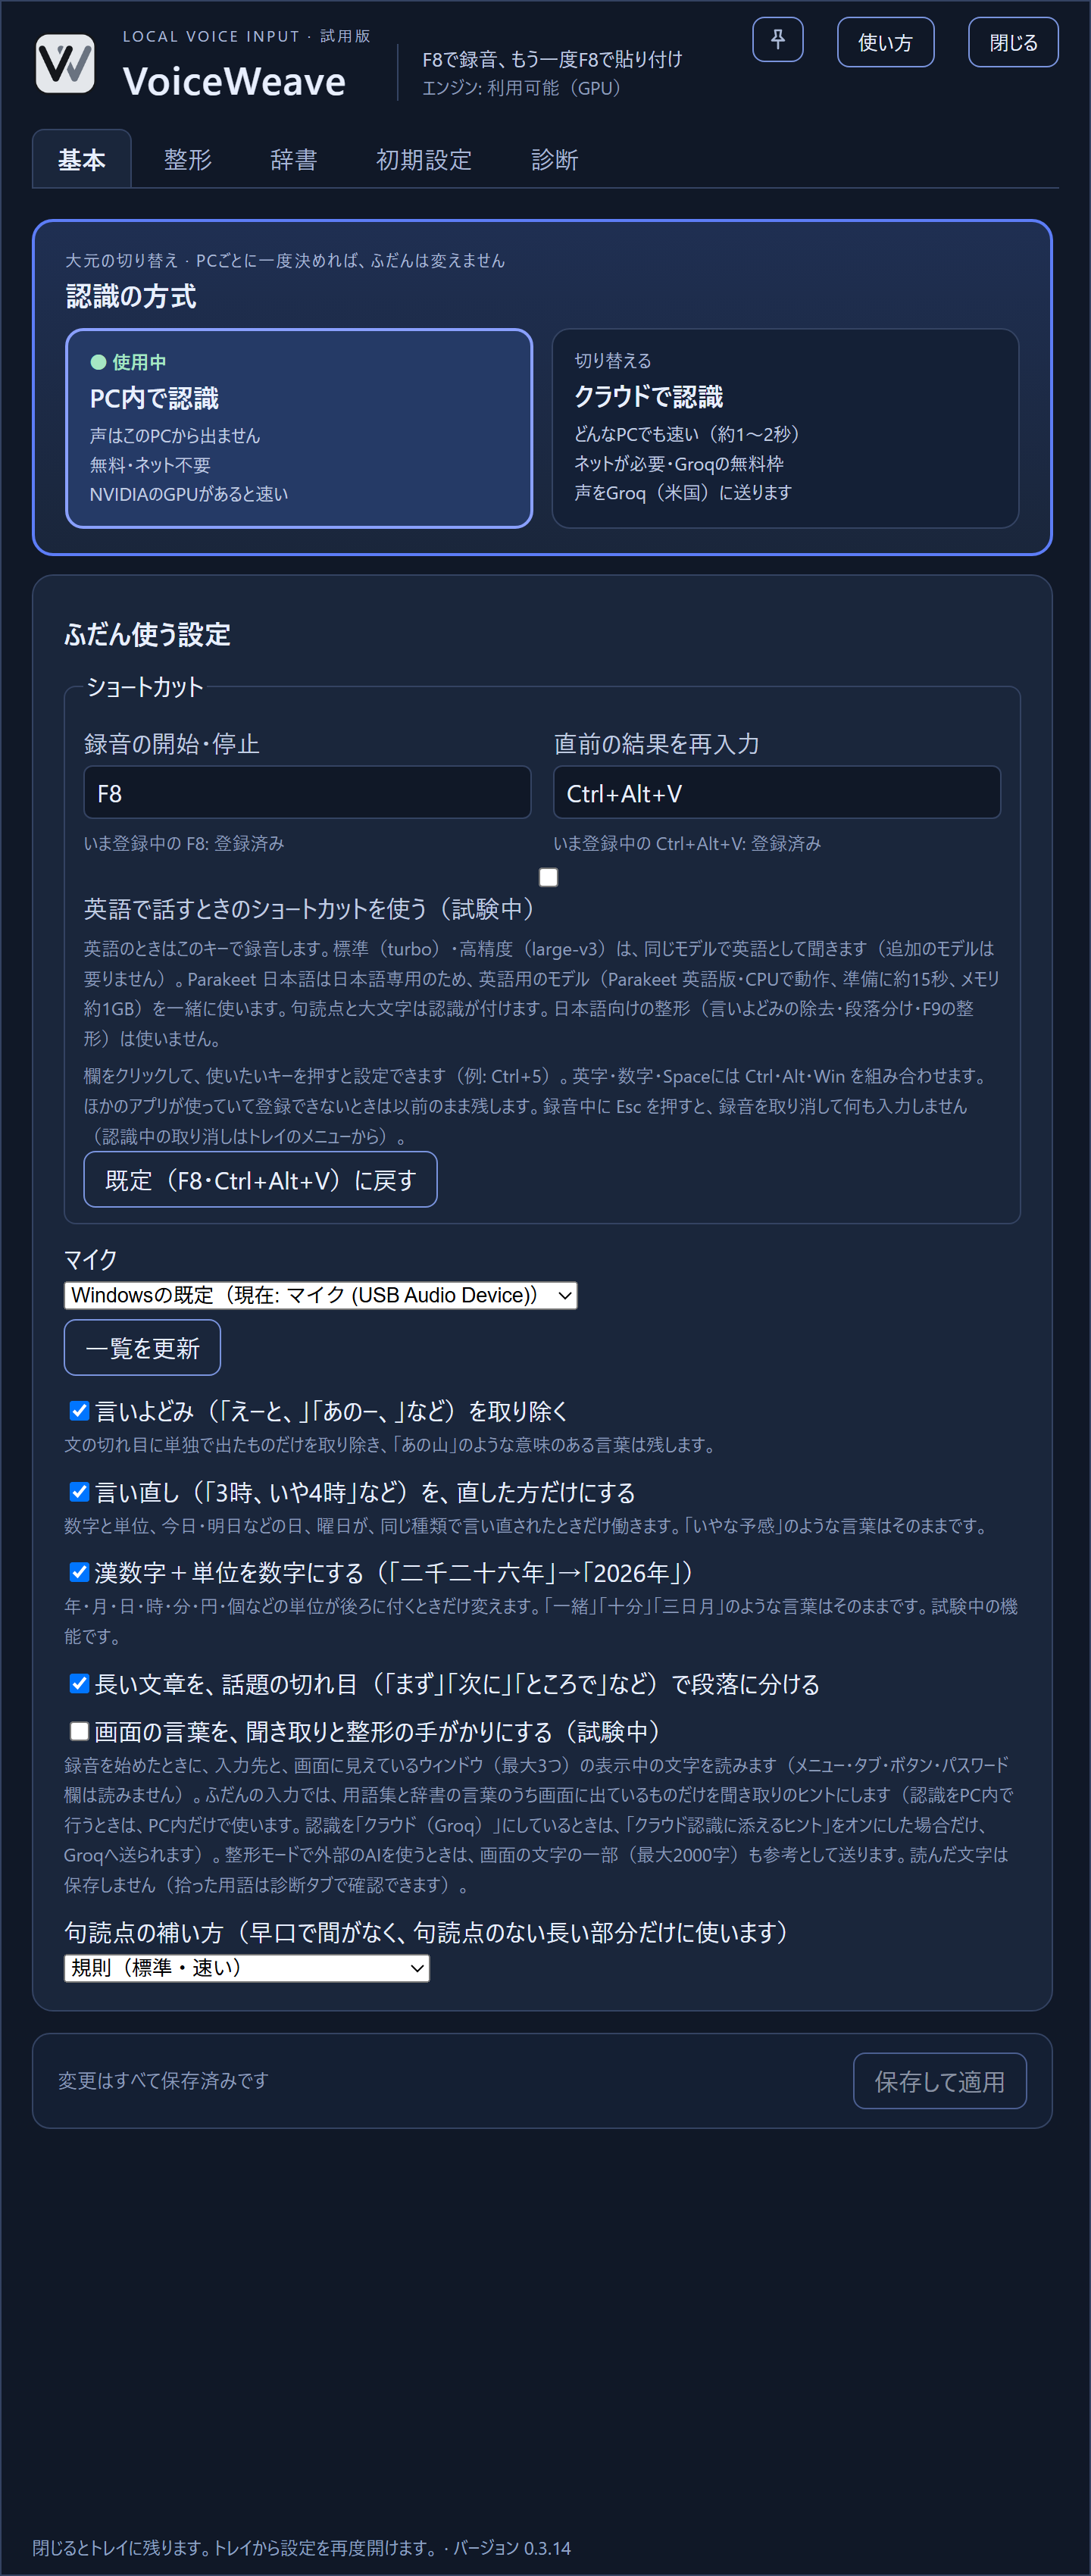 LOCAL VOICE INPUT · 試用版
VoiceWeave
F8で録音、もう一度F8で貼り付け
エンジン: 利用可能（GPU）
使い方
閉じる
基本
整形
辞書
初期設定
診断
大元の切り替え · PCごとに一度決めれば、ふだんは変えません
認識の方式
使用中
PC内で認識
声はこのPCから出ません
無料・ネット不要
NVIDIAのGPUがあると速い
切り替える
クラウドで認識
どんなPCでも速い（約1〜2秒）
ネットが必要・Groqの無料枠
声をGroq（米国）に送ります
ふだん使う設定
ショートカット
録音の開始・停止
F8
いま登録中の F8: 登録済み
直前の結果を再入力
Ctrl+Alt+V
いま登録中の Ctrl+Alt+V: 登録済み
英語で話すときのショートカットを使う（試験中）
英語のときはこのキーで録音します。標準（turbo）・高精度（large-v3）は、同じモデルで英語として聞きます（追加のモデルは
要りません）。Parakeet 日本語は日本語専用のため、英語用のモデル（Parakeet 英語版・CPUで動作、準備に約15秒、メモリ
約1GB）を一緒に使います。句読点と大文字は認識が付けます。日本語向けの整形（言いよどみの除去・段落分け・F9の整
形）は使いません。
欄をクリックして、使いたいキーを押すと設定できます（例: Ctrl+5）。英字・数字・Spaceには Ctrl・Alt・Win を組み合わせます。
ほかのアプリが使っていて登録できないときは以前のまま残します。録音中に Esc を押すと、録音を取り消して何も入力しません
（認識中の取り消しはトレイのメニューから）。
既定（F8・Ctrl+Alt+V）に戻す
マイク
Windowsの既定（現在: マイク (USB Audio Device)）
一覧を更新
言いよどみ（「えーと、」「あのー、」など）を取り除く
文の切れ目に単独で出たものだけを取り除き、「あの山」のような意味のある言葉は残します。
言い直し（「3時、いや4時」など）を、直した方だけにする
数字と単位、今日・明日などの日、曜日が、同じ種類で言い直されたときだけ働きます。「いやな予感」のような言葉はそのままです。
漢数字＋単位を数字にする（「二千二十六年」→「2026年」）
年・月・日・時・分・円・個などの単位が後ろに付くときだけ変えます。「一緒」「十分」「三日月」のような言葉はそのままです。試験中の機
能です。
長い文章を、話題の切れ目（「まず」「次に」「ところで」など）で段落に分ける
画面の言葉を、聞き取りと整形の手がかりにする（試験中）
録音を始めたときに、入力先と、画面に見えているウィンドウ（最大3つ）の表示中の文字を読みます（メニュー・タブ・ボタン・パスワード
欄は読みません）。ふだんの入力では、用語集と辞書の言葉のうち画面に出ているものだけを聞き取りのヒントにします（認識をPC内で
行うときは、PC内だけで使います。認識を「クラウド（Groq）」にしているときは、「クラウド認識に添えるヒント」をオンにした場合だけ、
Groqへ送られます）。整形モードで外部のAIを使うときは、画面の文字の一部（最大2000字）も参考として送ります。読んだ文字は
保存しません（拾った用語は診断タブで確認できます）。
句読点の補い方（早口で間がなく、句読点のない長い部分だけに使います）
規則（標準・速い）
変更はすべて保存済みです
保存して適用
閉じるとトレイに残ります。トレイから設定を再度開けます。 · バージョン 0.3.14